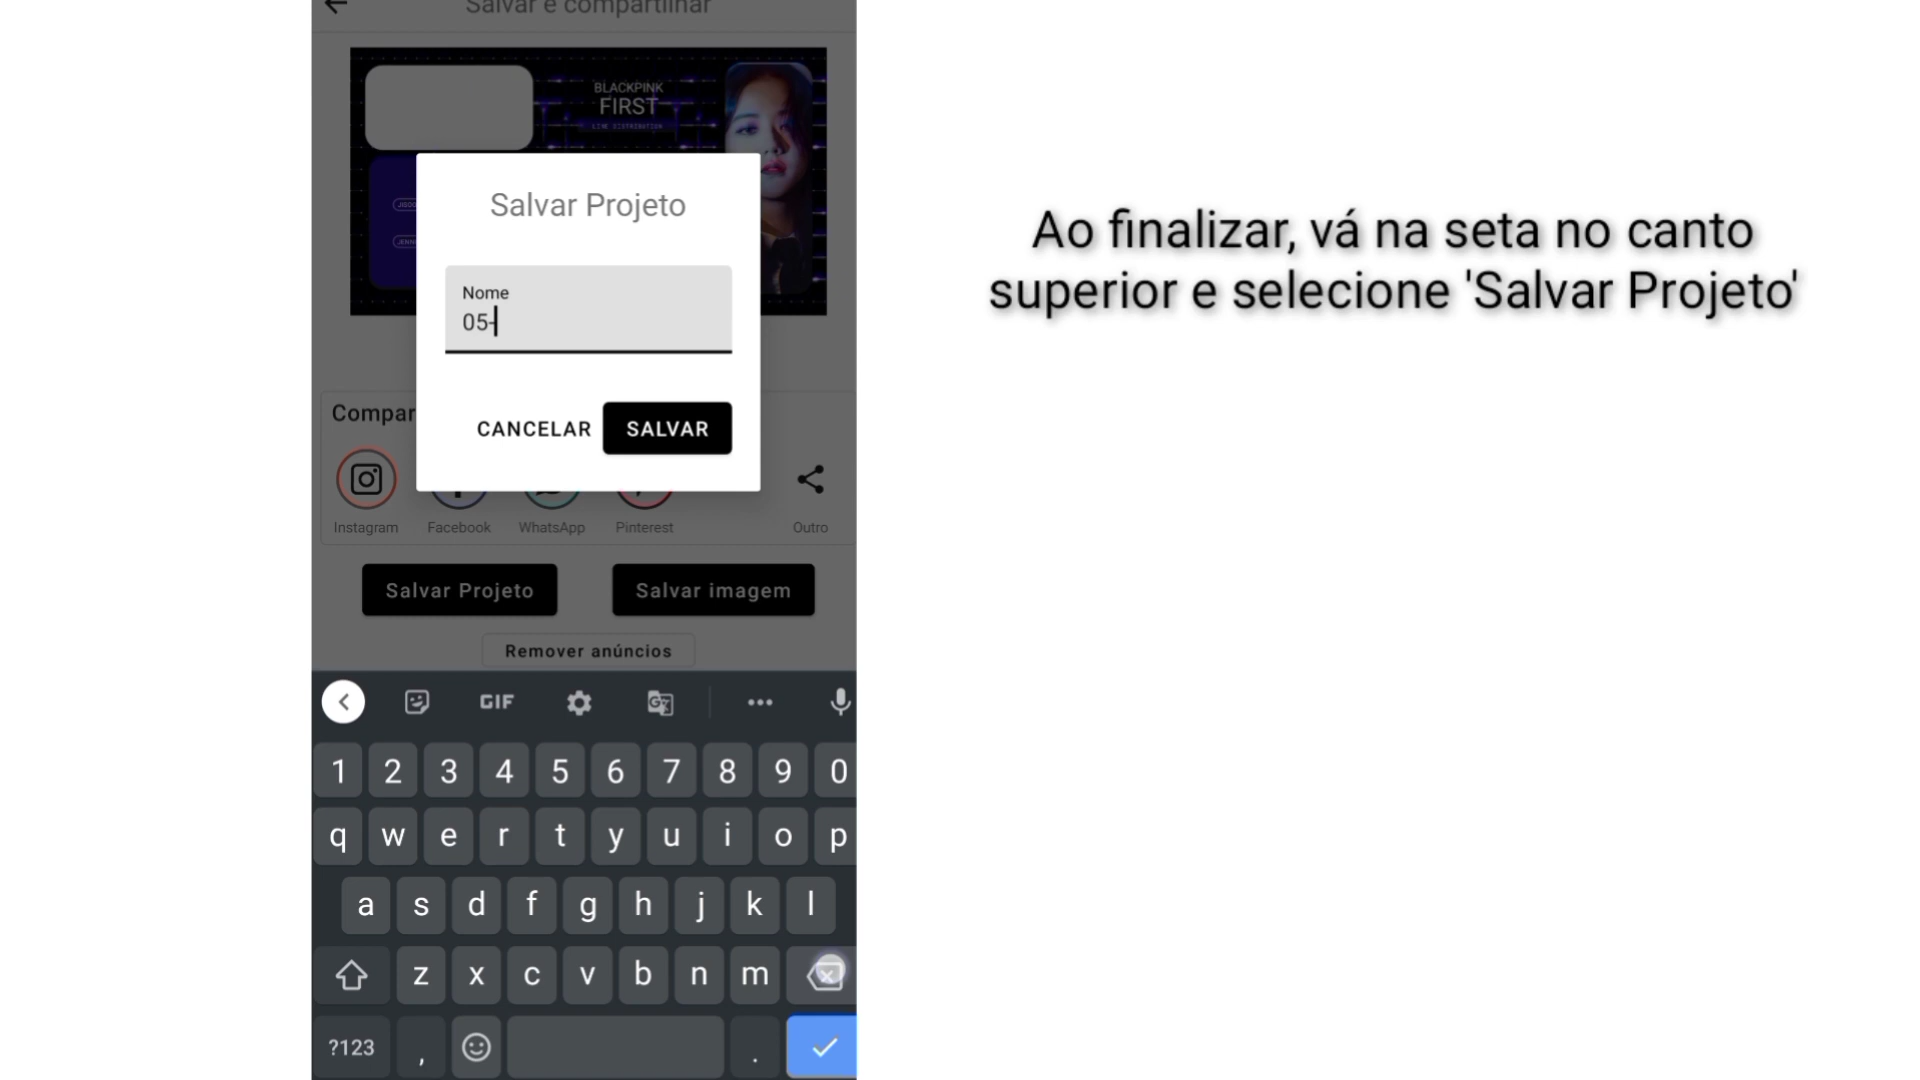 Salvar e compartilhar
BLACKPINK
FIRST
LINE DISTRIBUTION
Salvar Projeto
Nome
05-
CANCELAR SALVAR
Compar
Instagram Facebook WhatsApp Pinterest Outro
Salvar Projeto Salvar imagem
Remover anúncios
GIF
1 2 3 4 5 6 7 8 9 0
q w e r t y u i o p
a s d f g h j k l
z x c v b n m
?123 , .
Ao finalizar, vá na seta no canto
superior e selecione 'Salvar Projeto'